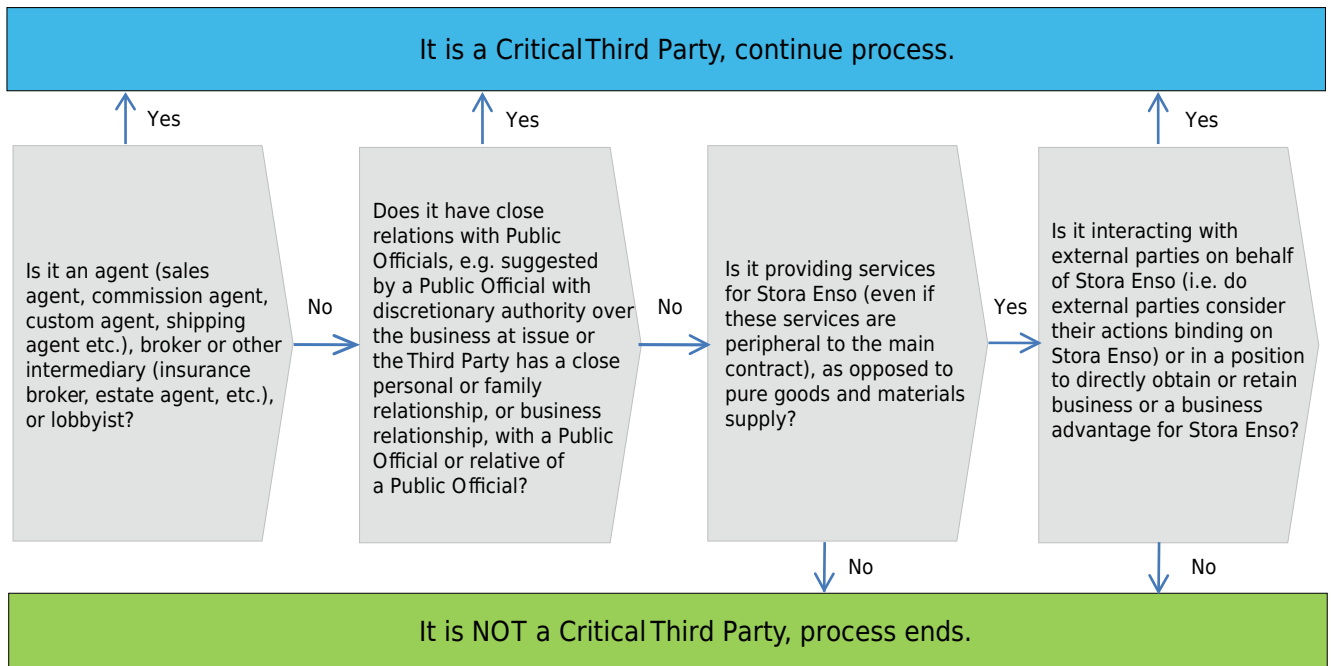 It is a Critical Third Party, continue process.
Yes
Yes
Yes
Is it an agent (sales
agent, commission agent,
custom agent, shipping
agent etc.), broker or other
intermediary (insurance
broker, estate agent, etc.),
or lobbyist?
No
Does it have close
relations with Public
Officials, e.g. suggested
by a Public Official with
discretionary authority over
the business at issue or
the Third Party has a close
personal or family
relationship, or business
relationship, with a Public
Official or relative of
a Public Official?
No
Is it providing services
for Stora Enso (even if
these services are
peripheral to the main
contract), as opposed to
pure goods and materials
supply?
Yes
Is it interacting with
external parties on behalf
of Stora Enso (i.e. do
external parties consider
their actions binding on
Stora Enso) or in a position
to directly obtain or retain
business or a business
advantage for Stora Enso?
No
No
It is NOT a Critical Third Party, process ends.